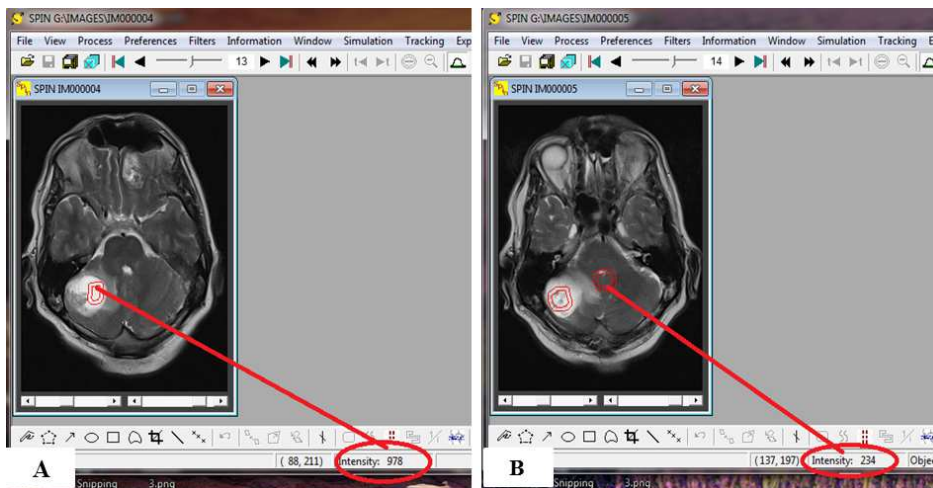 SPIN G:\IMAGES\IM000004
File View Process Preferences Filters Information Window Simulation Tracking Exp
13
SPIN IM000004
( 88, 211) Intensity: 978
A
Snipping 3.png
SPIN G:\IMAGES\IM000005
File View Process Preferences Filters Information Window Simulation Tracking E
14
SPIN IM000005
(137, 197) Intensity: 234 Objec
B
Snipping 3.png